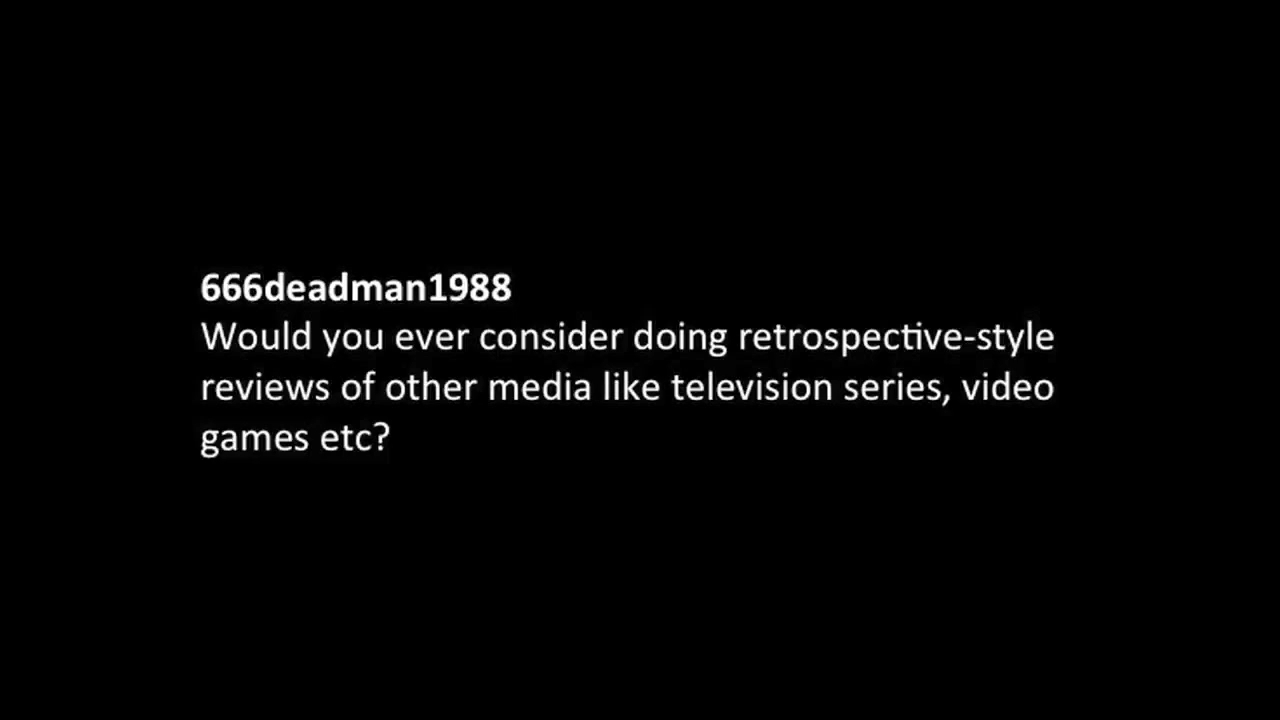 666deadman1988
Would you ever consider doing retrospective-style
reviews of other media like television series, video
games etc?